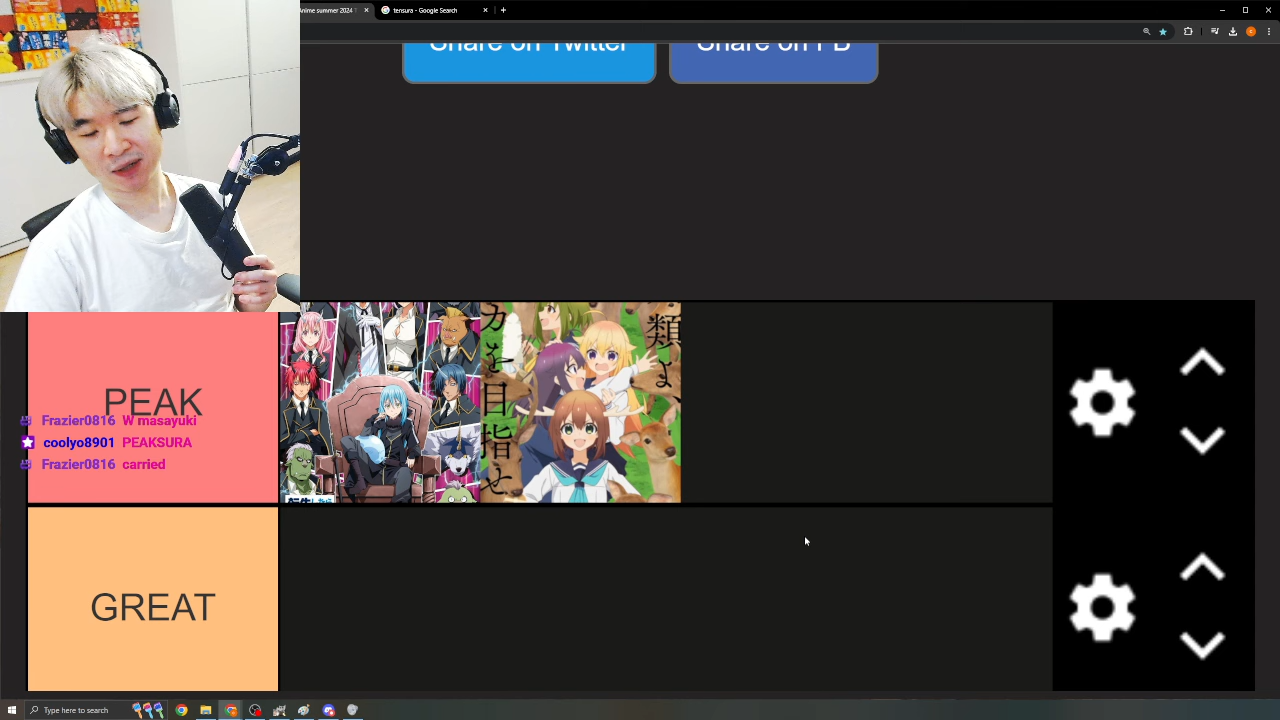 Anime summer 2024 T
tensura - Google Search
Share on Twitter
Share on FB
PEAK
Frazier0816 W masayuki
coolyo8901 PEAKSURA
Frazier0816 carried
類よ、
カを目指せ
GREAT
Type here to search